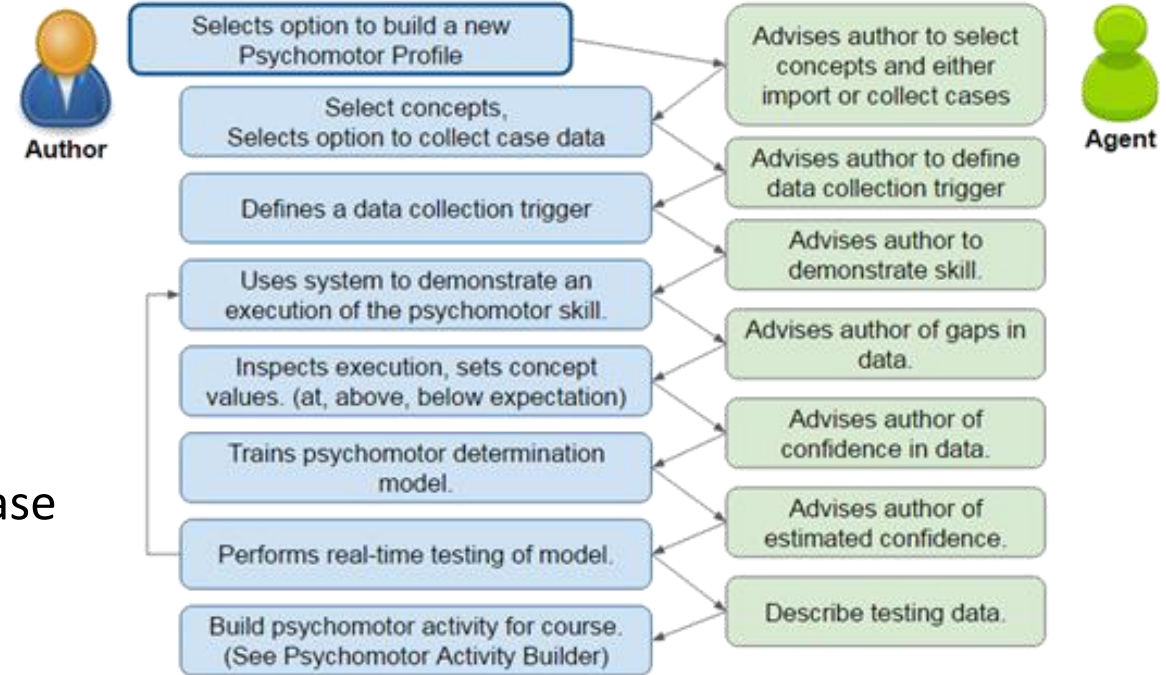 Selects option to build a new
Psychomotor Profile
Advises author to select
concepts and either
import or collect cases
Author
Agent
Select concepts,
Selects option to collect case data
Advises author to define
data collection trigger
Defines a data collection trigger
Advises author to
demonstrate skill.
Uses system to demonstrate an
execution of the psychomotor skill.
Advises author of gaps in
data.
Inspects execution, sets concept
values. (at, above, below expectation)
Advises author of
confidence in data.
Trains psychomotor determination
model.
ase
Advises author of
estimated confidence.
Performs real-time testing of model.
Describe testing data.
Build psychomotor activity for course.
(See Psychomotor Activity Builder)